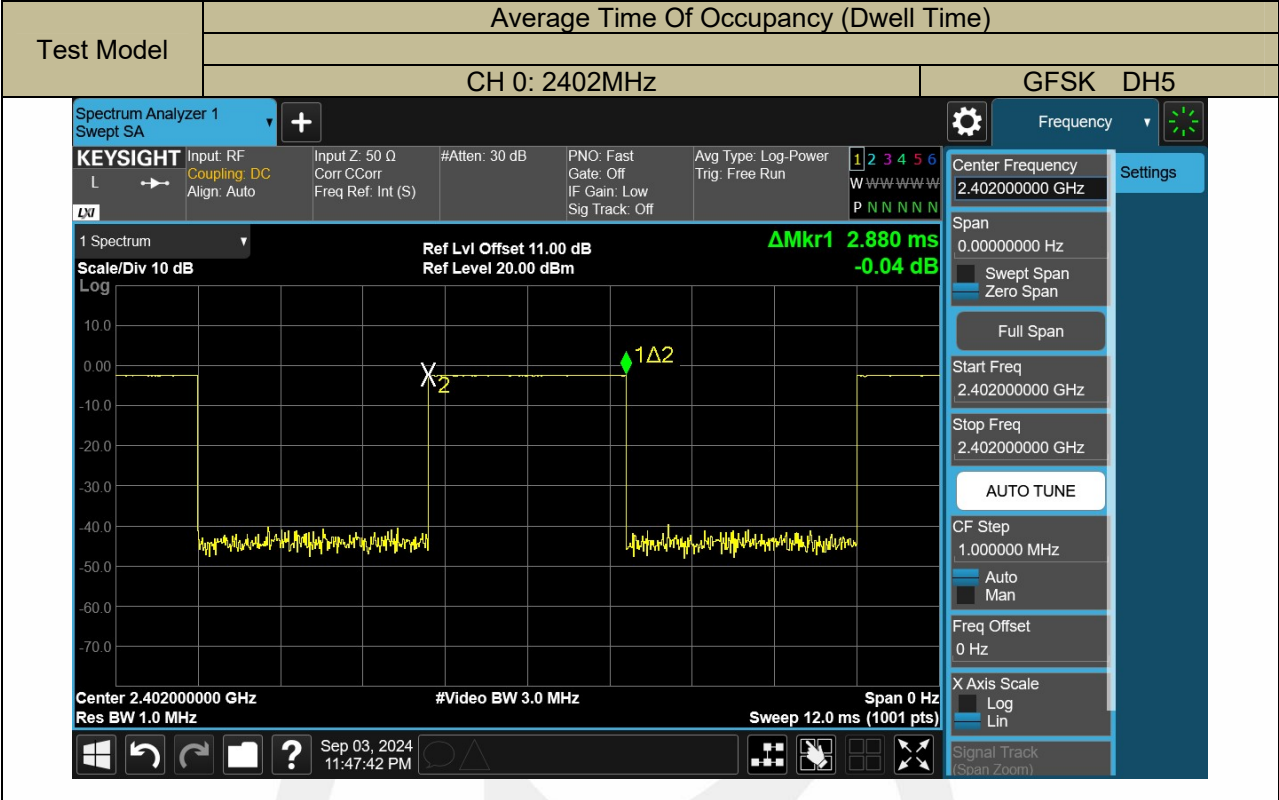 Average Time Of Occupancy (Dwell Time)
Test Model
CH 0: 2402MHz GFSK DH5
Spectrum Analyzer 1
Swept SA
+
Frequency
KEYSIGHT
L
LXI
Input: RF
Coupling: DC
Align: Auto
Input Z: 50 Ω
Corr CCorr
Freq Ref: Int (S)
#Atten: 30 dB
PNO: Fast
Gate: Off
IF Gain: Low
Sig Track: Off
Avg Type: Log-Power
Trig: Free Run
1 2 3 4 5 6
W W W W W W
P N N N N N
1 Spectrum
Scale/Div 10 dB
Log
Ref Lvl Offset 11.00 dB
Ref Level 20.00 dBm
ΔMkr1 2.880 ms
-0.04 dB
10.0
0.00
-10.0
-20.0
-30.0
-40.0
-50.0
-60.0
-70.0
X2
1Δ2
Center 2.402000000 GHz
Res BW 1.0 MHz
#Video BW 3.0 MHz
Span 0 Hz
Sweep 12.0 ms (1001 pts)
?
Sep 03, 2024
11:47:42 PM
Center Frequency
2.402000000 GHz
Settings
Span
0.00000000 Hz
Swept Span
Zero Span
Full Span
Start Freq
2.402000000 GHz
Stop Freq
2.402000000 GHz
AUTO TUNE
CF Step
1.000000 MHz
Auto
Man
Freq Offset
0 Hz
X Axis Scale
Log
Lin
Signal Track
(Span Zoom)